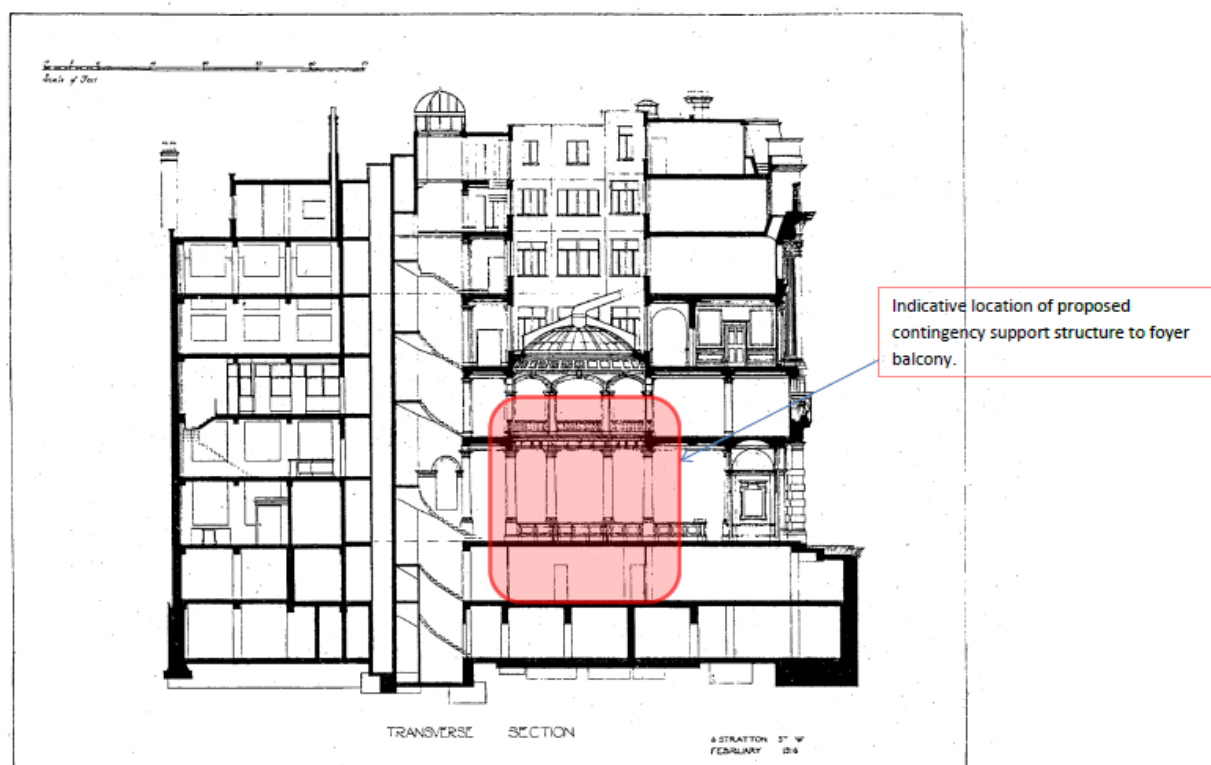 Scale of Feet
Indicative location of proposed
contingency support structure to foyer
balcony.
TRANSVERSE SECTION
6 STRATTON ST W
FEBRUARY